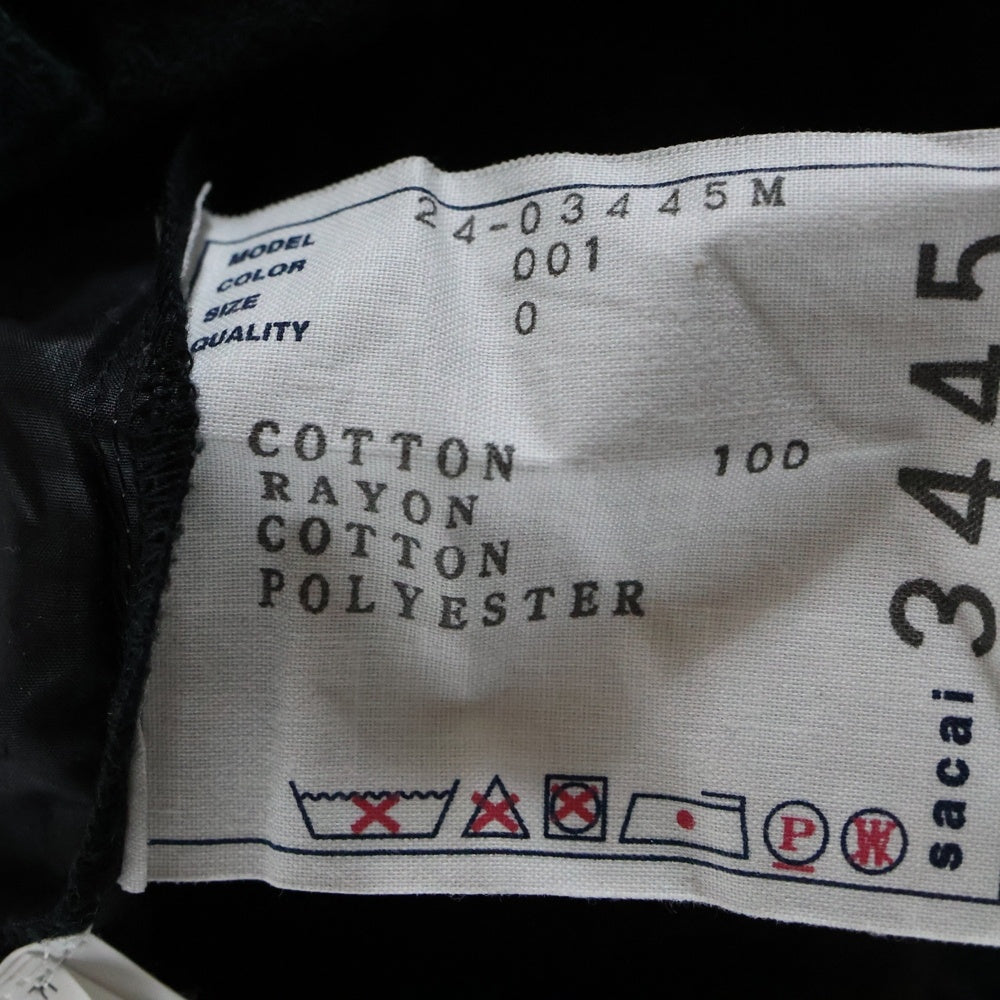 MODEL 24-03445M
COLOR 001
SIZE 0
QUALITY
COTTON 100
RAYON
COTTON
POLYESTER
P
W
sacai 3445